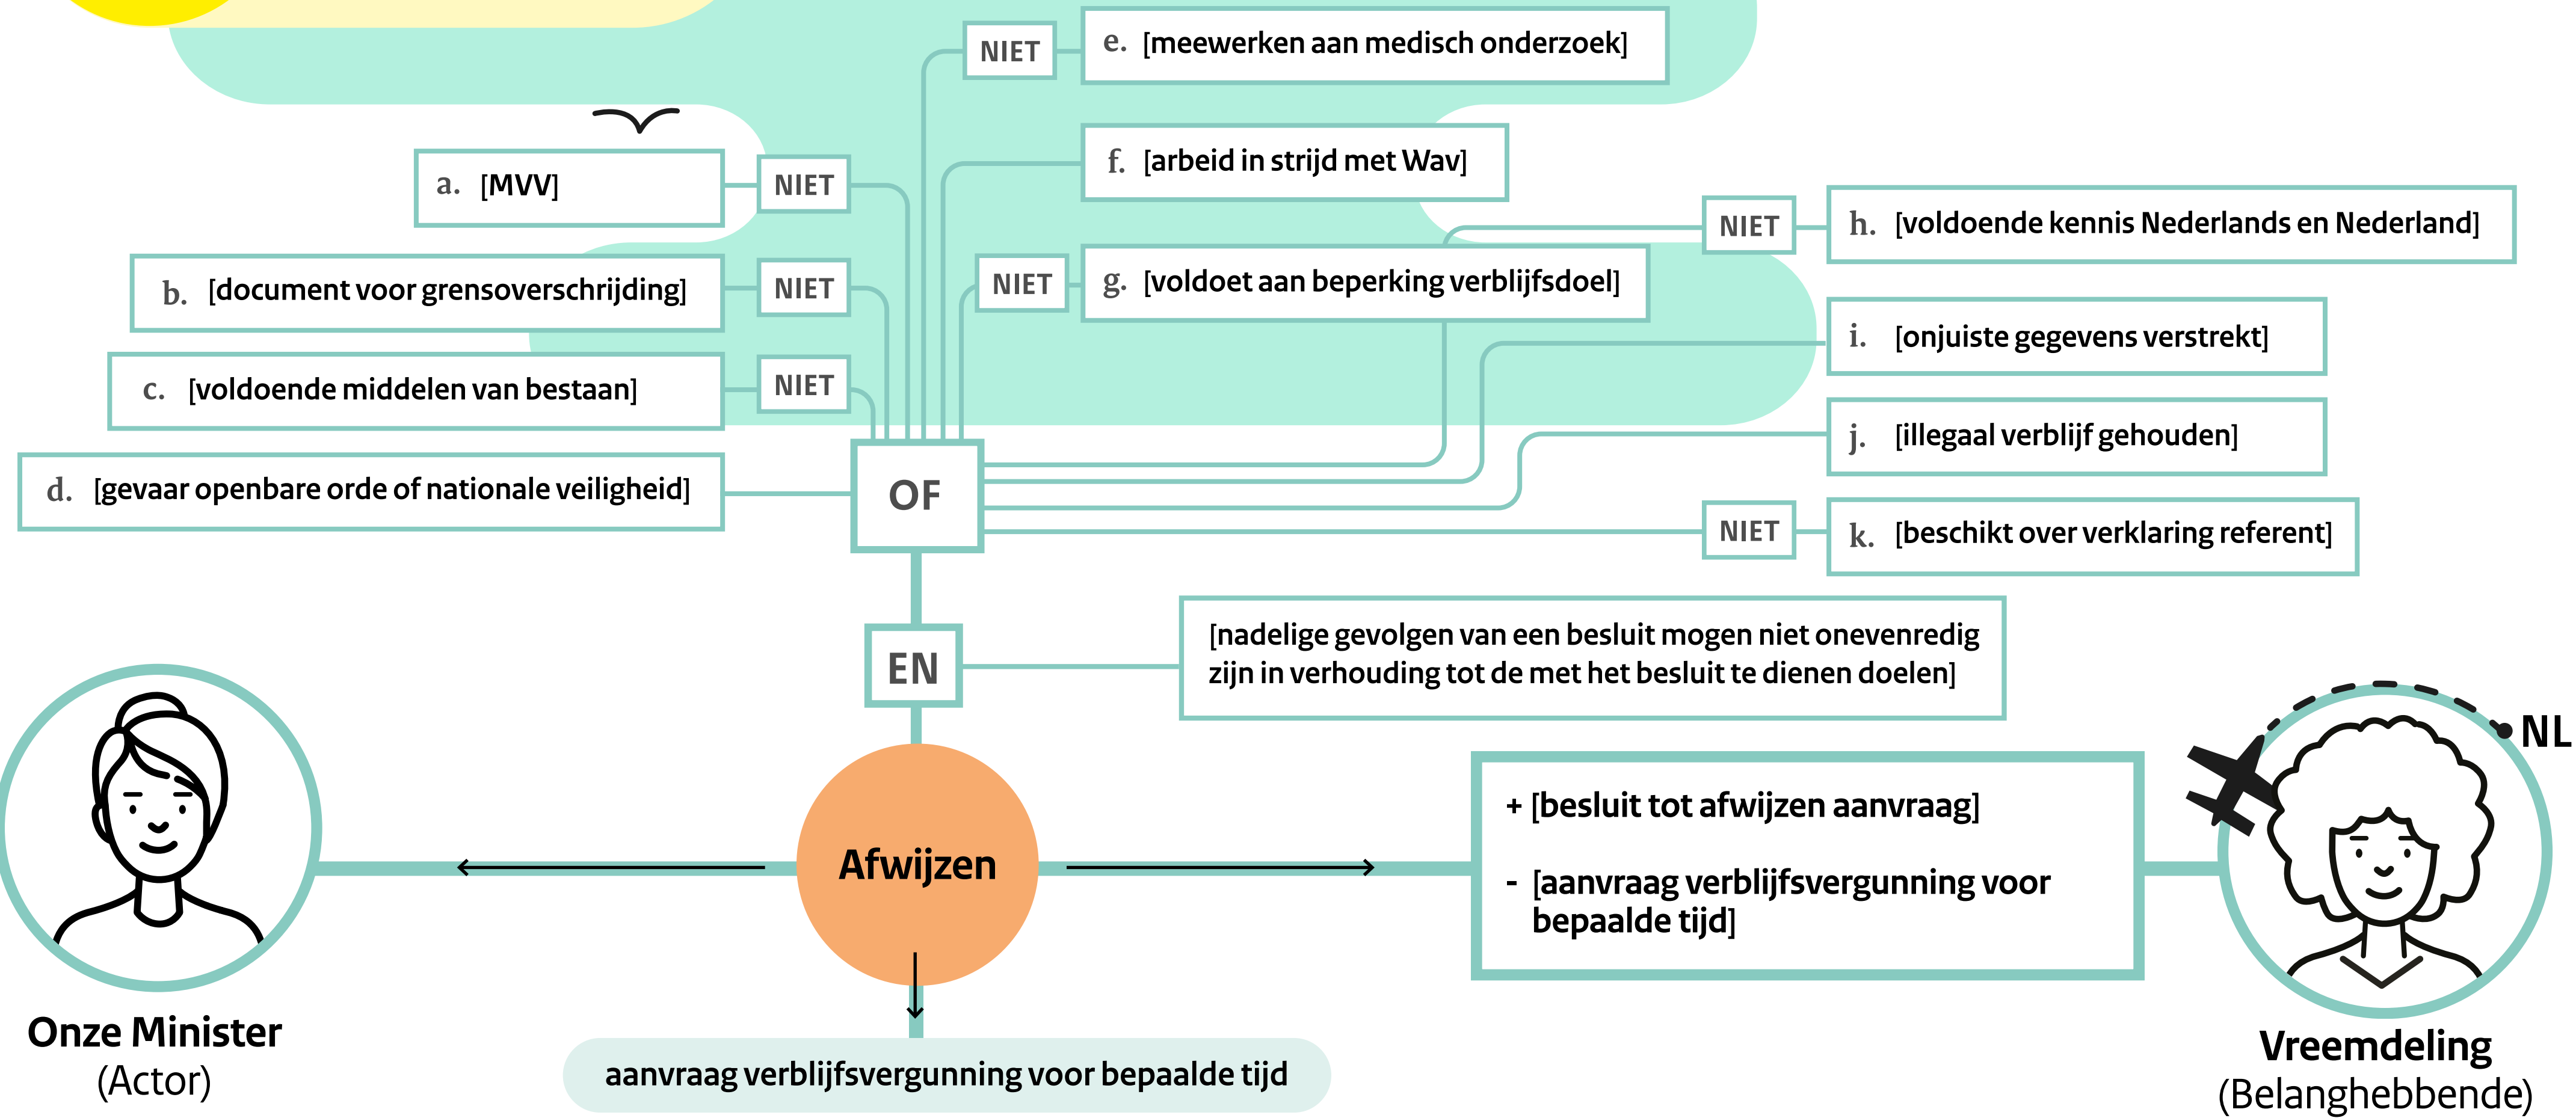 NIET
e. [meewerken aan medisch onderzoek]
a. [MVV]
NIET
f. [arbeid in strijd met Wav]
NIET
h. [voldoende kennis Nederlands en Nederland]
b. [document voor grensoverschrijding]
NIET
NIET
g. [voldoet aan beperking verblijfsdoel]
i. [onjuiste gegevens verstrekt]
c. [voldoende middelen van bestaan]
NIET
j. [illegaal verblijf gehouden]
d. [gevaar openbare orde of nationale veiligheid]
OF
NIET
k. [beschikt over verklaring referent]
EN
[nadelige gevolgen van een besluit mogen niet onevenredig
zijn in verhouding tot de met het besluit te dienen doelen]
NL
Afwijzen
+ [besluit tot afwijzen aanvraag]
- [aanvraag verblijfsvergunning voor
bepaalde tijd]
Onze Minister
(Actor)
aanvraag verblijfsvergunning voor bepaalde tijd
Vreemdeling
(Belanghebbende)